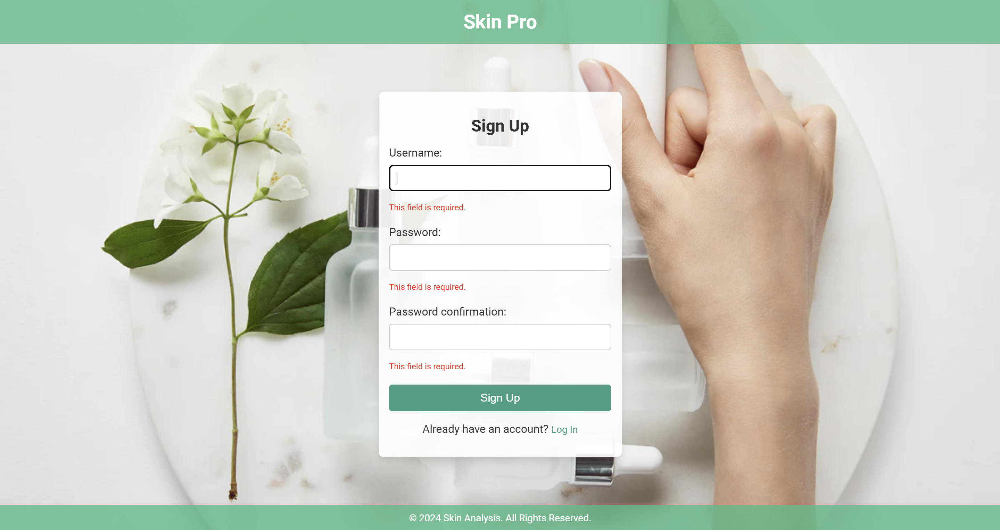 Skin Pro
Sign Up
Username:
This field is required.
Password:
This field is required.
Password confirmation:
This field is required.
Sign Up
Already have an account? Log In
© 2024 Skin Analysis. All Rights Reserved.